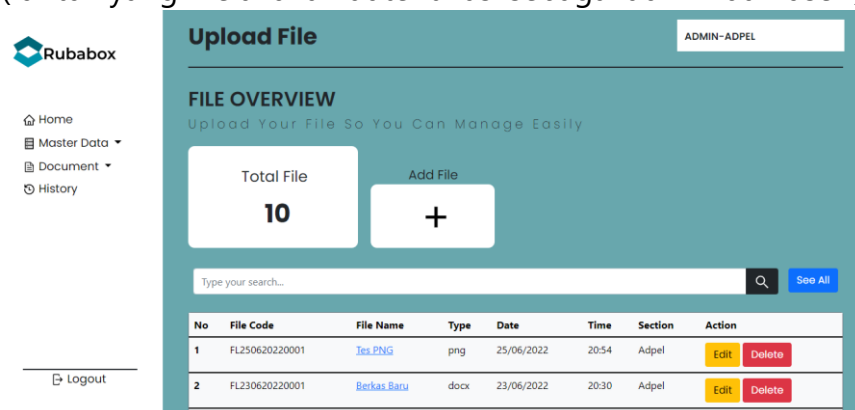 Rubabox
Home
Master Data
Document
History
Logout
Upload File
ADMIN-ADPEL
FILE OVERVIEW
Upload Your File So You Can Manage Easily
Total File
10
Add File
+
Type your search...
See All
No File Code File Name Type Date Time Section Action
1 FL250620220001 Tes PNG png 25/06/2022 20:54 Adpel Edit Delete
2 FL230620220001 Berkas Baru docx 23/06/2022 20:30 Adpel Edit Delete